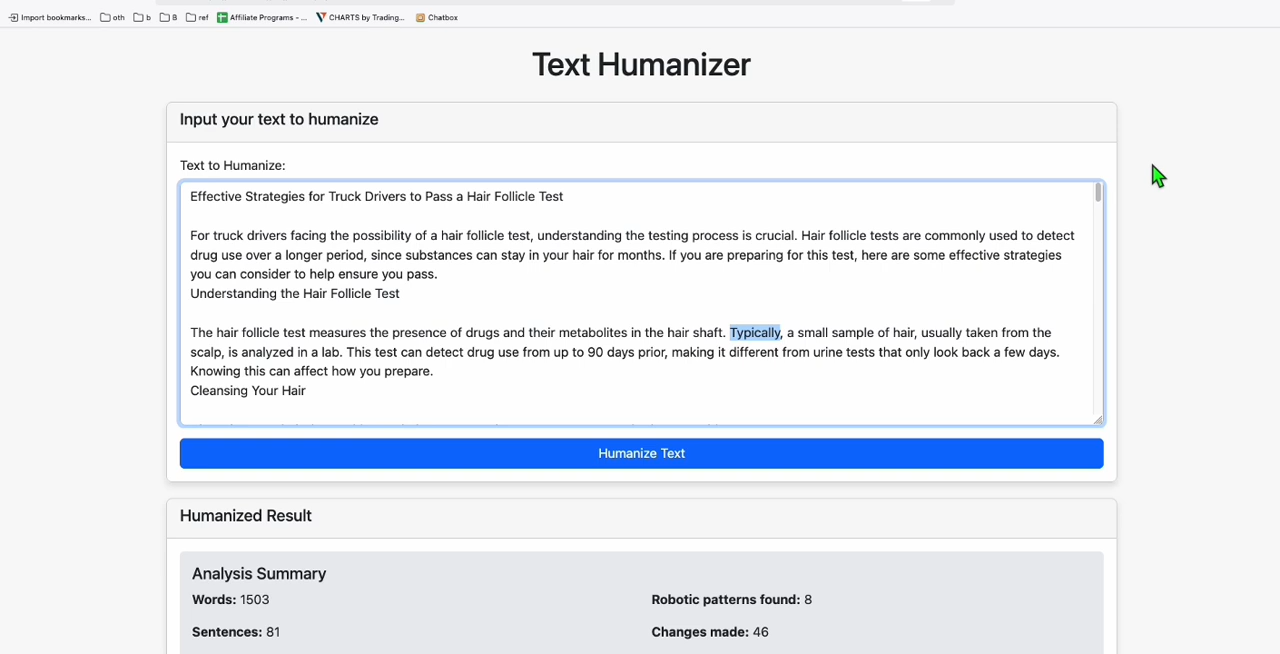 Import bookmarks... oth b B ref Affiliate Programs - ... CHARTS by Trading... Chatbox
Text Humanizer
Input your text to humanize
Text to Humanize:
Effective Strategies for Truck Drivers to Pass a Hair Follicle Test
For truck drivers facing the possibility of a hair follicle test, understanding the testing process is crucial. Hair follicle tests are commonly used to detect
drug use over a longer period, since substances can stay in your hair for months. If you are preparing for this test, here are some effective strategies
you can consider to help ensure you pass.
Understanding the Hair Follicle Test
The hair follicle test measures the presence of drugs and their metabolites in the hair shaft. Typically, a small sample of hair, usually taken from the
scalp, is analyzed in a lab. This test can detect drug use from up to 90 days prior, making it different from urine tests that only look back a few days.
Knowing this can affect how you prepare.
Cleansing Your Hair
Humanize Text
Humanized Result
Analysis Summary
Words: 1503
Robotic patterns found: 8
Sentences: 81
Changes made: 46